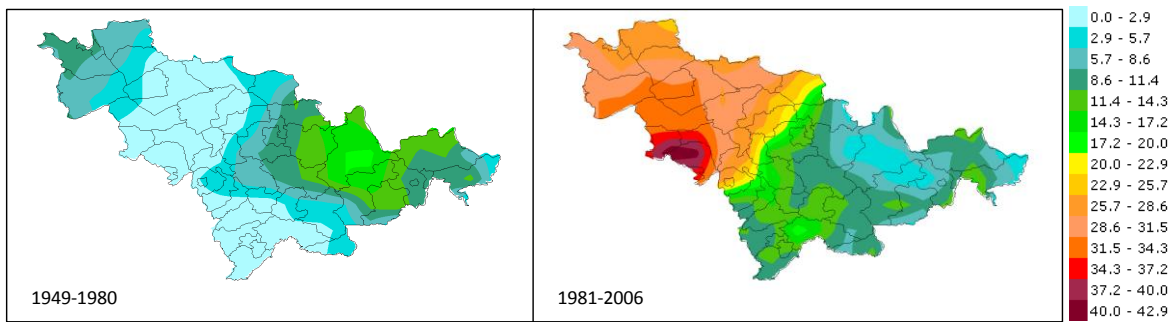 1949-1980
1981-2006
0.0 - 2.9
2.9 - 5.7
5.7 - 8.6
8.6 - 11.4
11.4 - 14.3
14.3 - 17.2
17.2 - 20.0
20.0 - 22.9
22.9 - 25.7
25.7 - 28.6
28.6 - 31.5
31.5 - 34.3
34.3 - 37.2
37.2 - 40.0
40.0 - 42.9